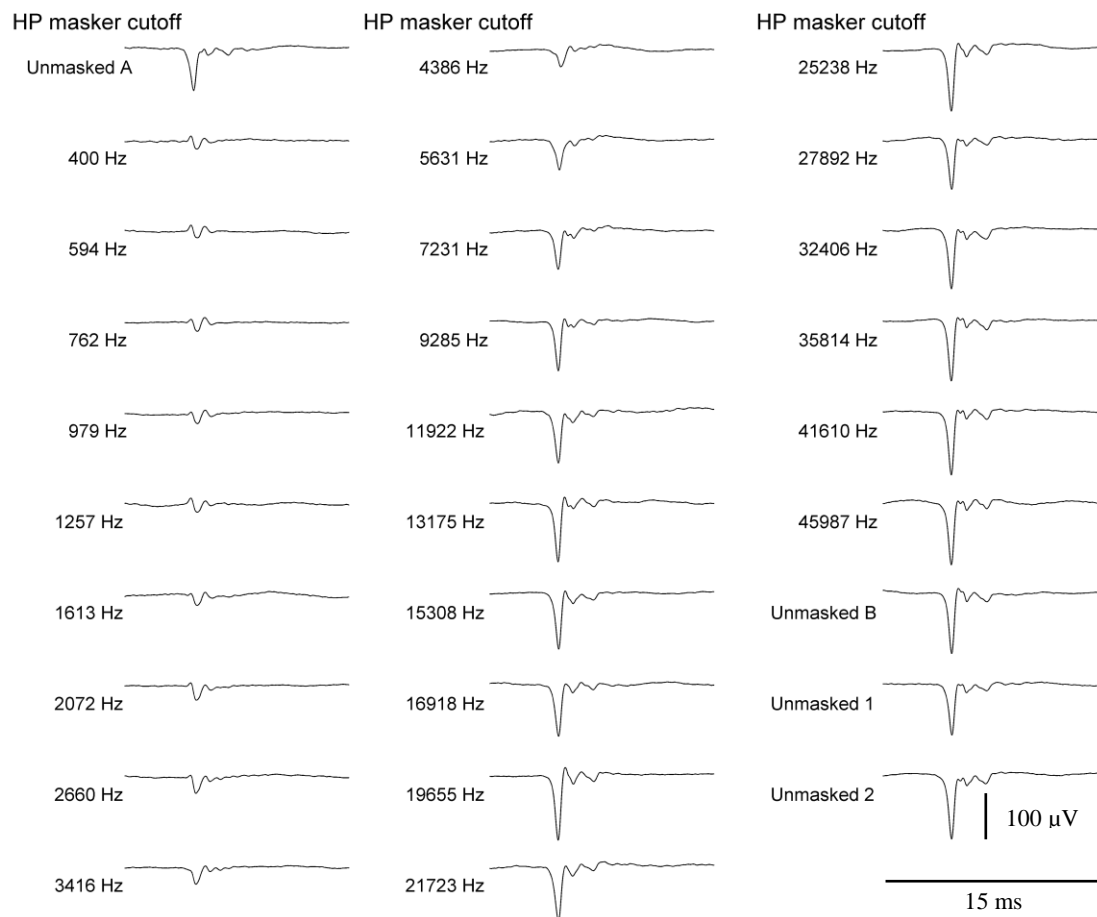 HP masker cutoff
Unmasked A
400 Hz
594 Hz
762 Hz
979 Hz
1257 Hz
1613 Hz
2072 Hz
2660 Hz
3416 Hz
HP masker cutoff
4386 Hz
5631 Hz
7231 Hz
9285 Hz
11922 Hz
13175 Hz
15308 Hz
16918 Hz
19655 Hz
21723 Hz
HP masker cutoff
25238 Hz
27892 Hz
32406 Hz
35814 Hz
41610 Hz
45987 Hz
Unmasked B
Unmasked 1
Unmasked 2
100 µV
15 ms